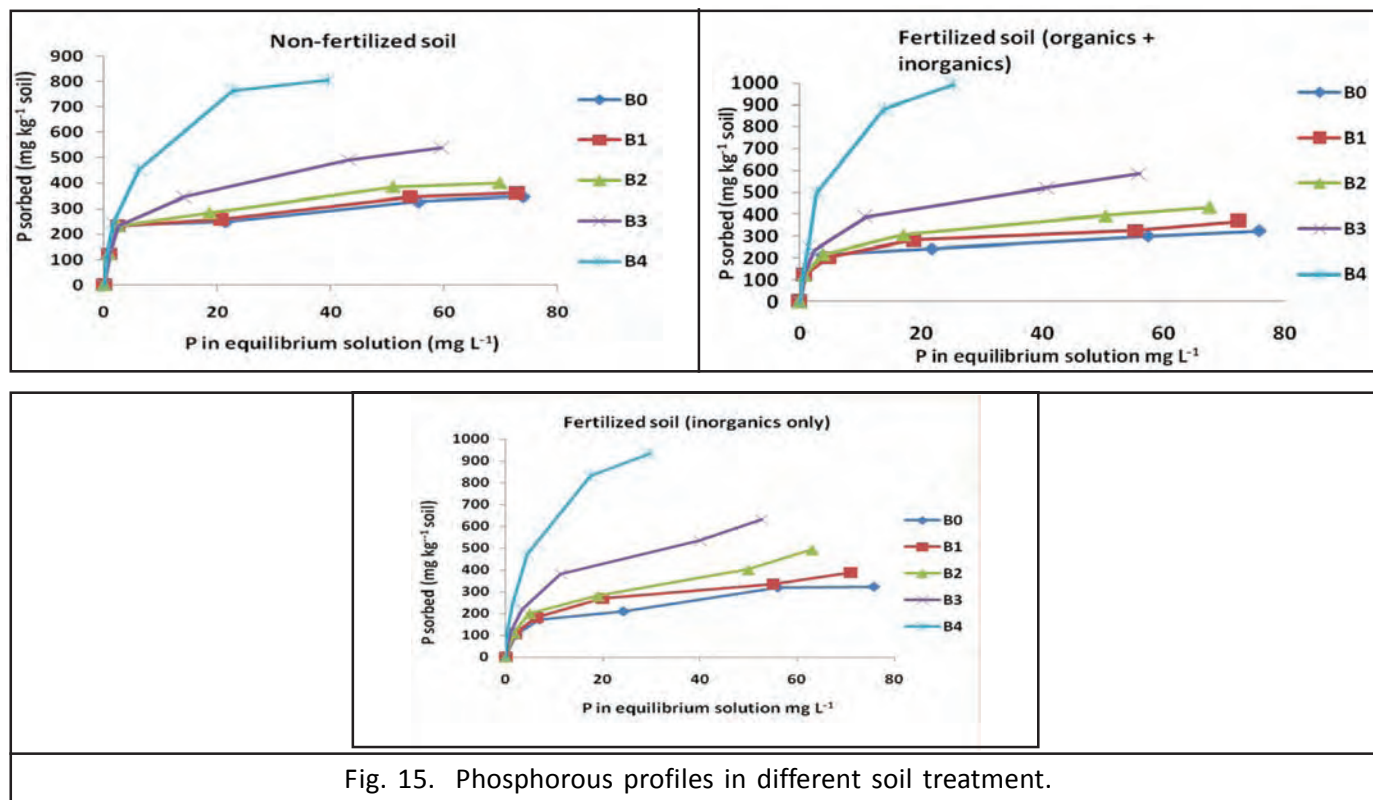 Non-fertilized soil
P sorbed (mg kg⁻¹ soil)
900
800
700
600
500
400
300
200
100
0
0 20 40 60 80
P in equilibrium solution (mg L⁻¹)
B0
B1
B2
B3
B4
Fertilized soil (organics +
inorganics)
P sorbed (mg kg⁻¹ soil)
1000
900
800
700
600
500
400
300
200
100
0
0 20 40 60 80
P in equilibrium solution mg L⁻¹
B0
B1
B2
B3
B4
Fertilized soil (inorganics only)
P sorbed (mg kg⁻¹ soil)
1000
900
800
700
600
500
400
300
200
100
0
0 20 40 60 80
P in equilibrium solution mg L⁻¹
B0
B1
B2
B3
B4
Fig. 15. Phosphorous profiles in different soil treatment.